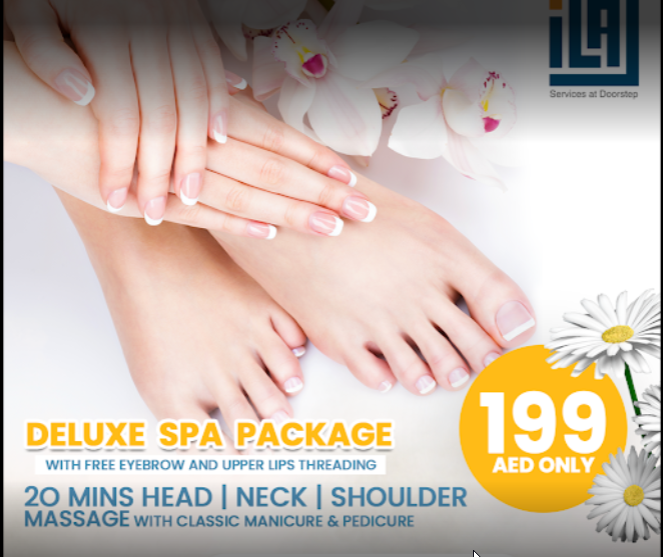 iLA
Services at Doorstep
DELUXE SPA PACKAGE
WITH FREE EYEBROW AND UPPER LIPS THREADING
199
AED ONLY
20 MINS HEAD | NECK | SHOULDER
MASSAGE WITH CLASSIC MANICURE & PEDICURE